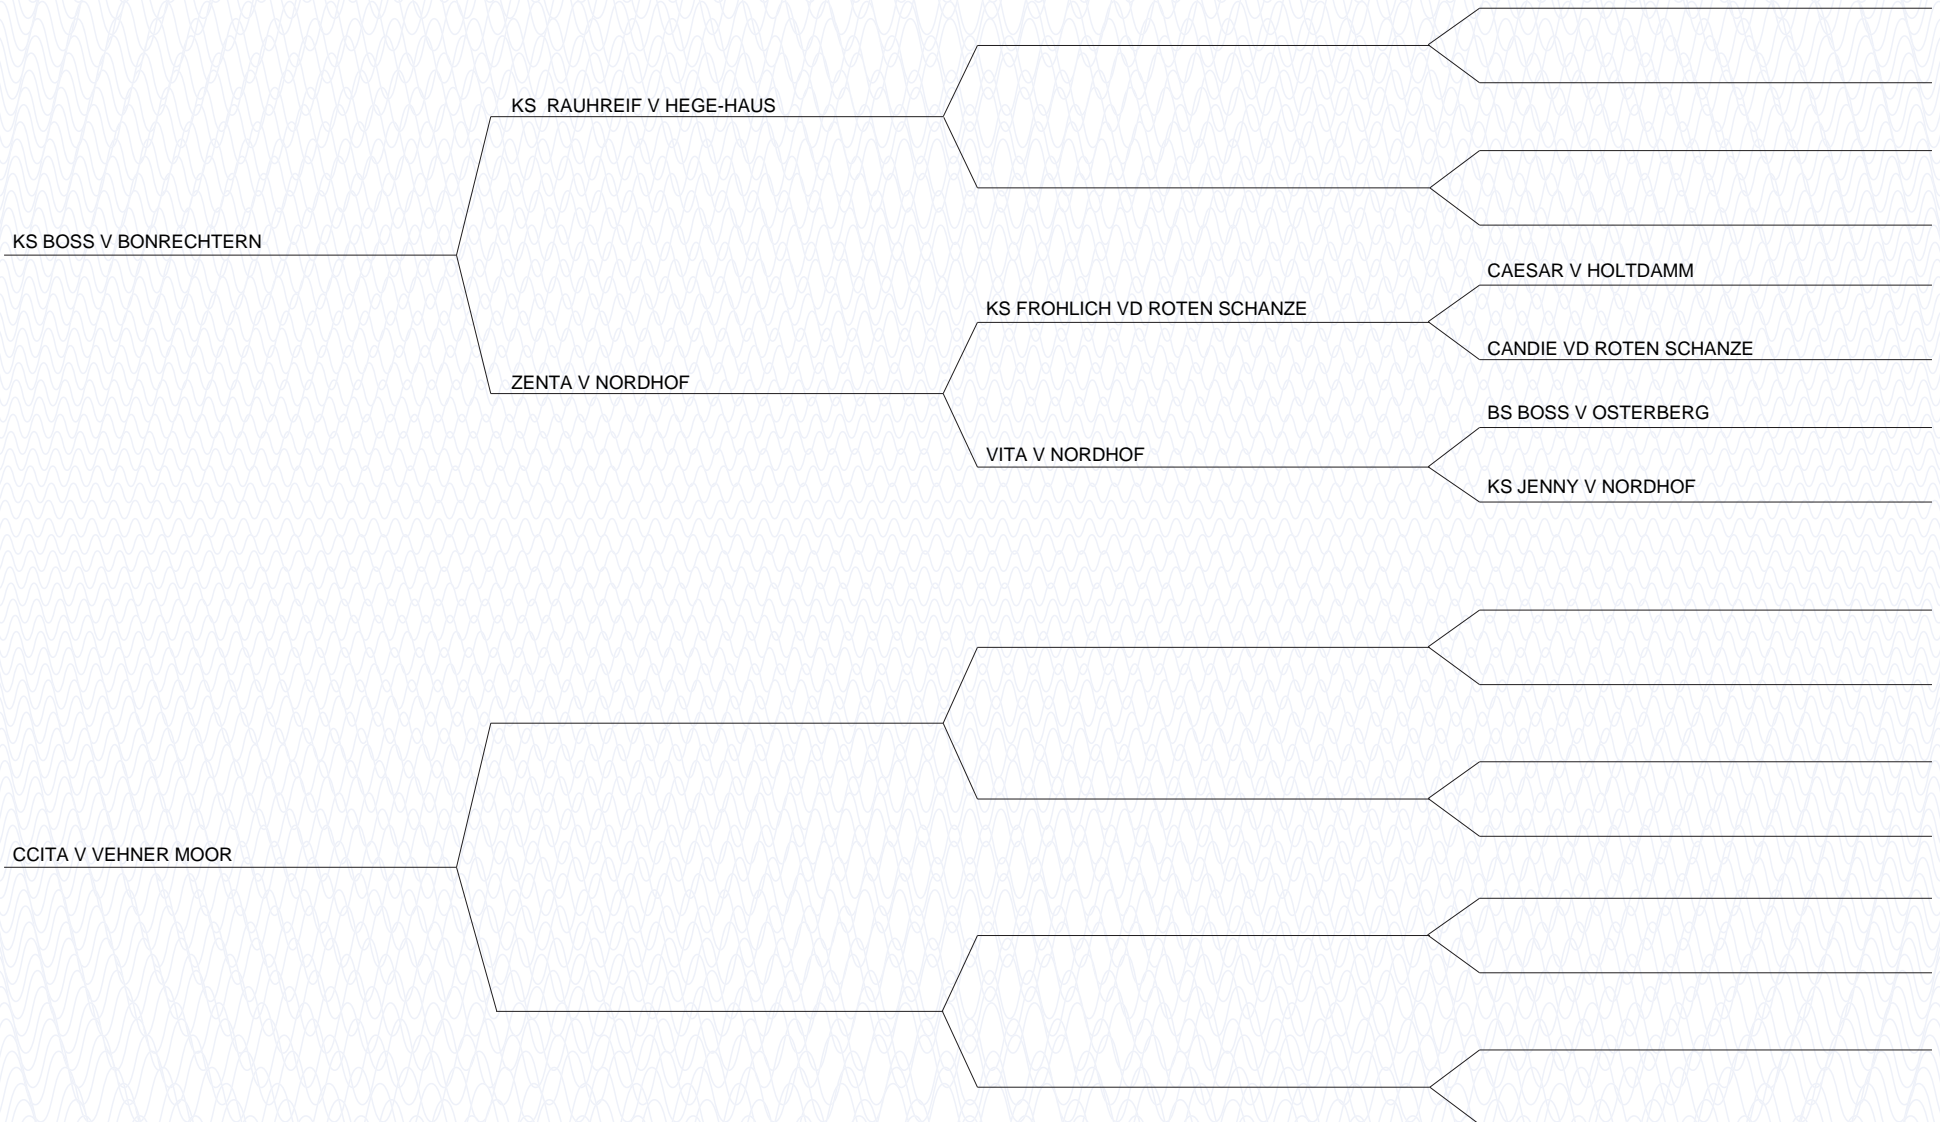 KS  RAUHREIF V HEGE-HAUS
KS BOSS V BONRECHTERN
CAESAR V HOLTDAMM
KS FROHLICH VD ROTEN SCHANZE
CANDIE VD ROTEN SCHANZE
ZENTA V NORDHOF
BS BOSS V OSTERBERG
VITA V NORDHOF
KS JENNY V NORDHOF
CCITA V VEHNER MOOR